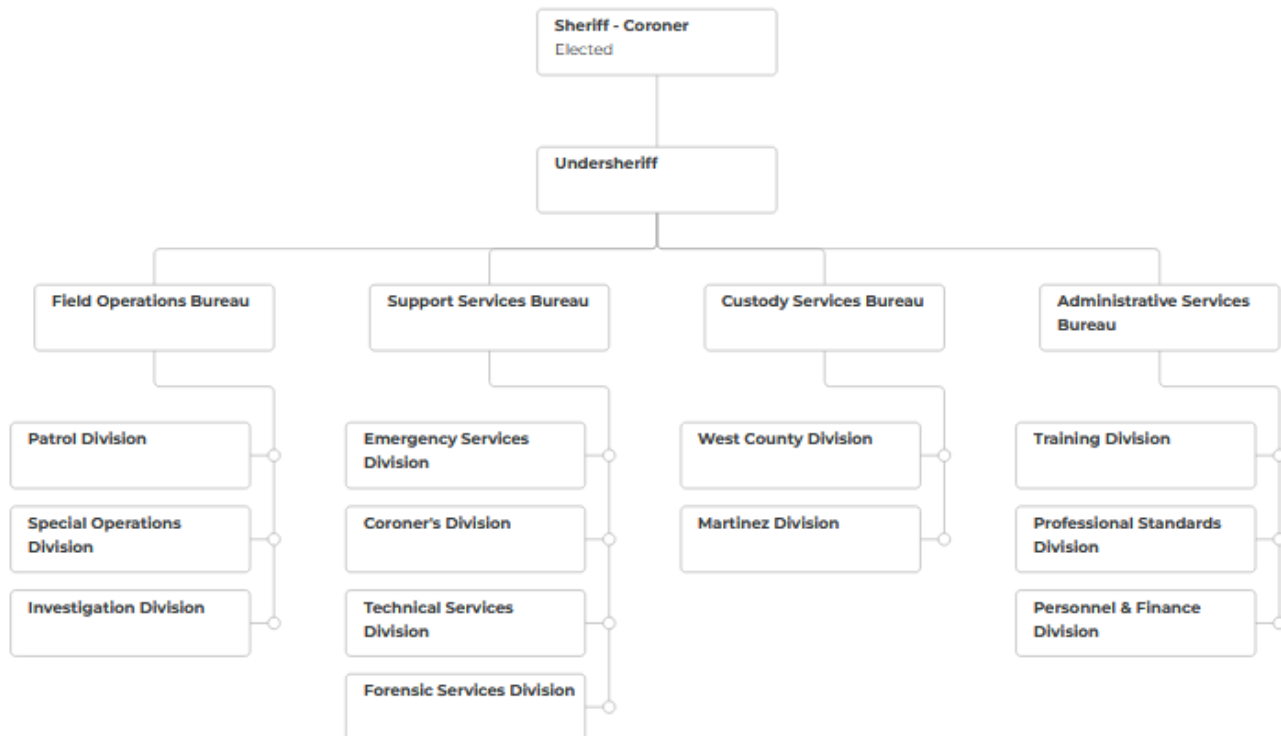 Sheriff - Coroner
Elected
Undersheriff
Field Operations Bureau
Support Services Bureau
Custody Services Bureau
Administrative Services
Bureau
Patrol Division
Special Operations
Division
Investigation Division
Emergency Services
Division
Coroner's Division
Technical Services
Division
Forensic Services Division
West County Division
Martinez Division
Training Division
Professional Standards
Division
Personnel & Finance
Division